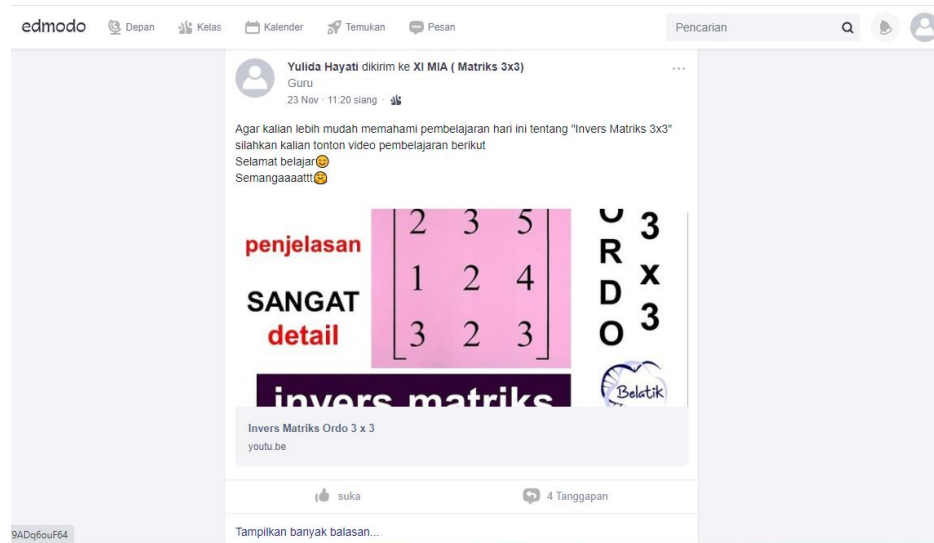 edmodo Depan Kelas Kalender Temukan Pesan Pencarian
Yulida Hayati dikirim ke XI MIA ( Matriks 3x3)
Guru
23 Nov · 11:20 siang ·
Agar kalian lebih mudah memahami pembelajaran hari ini tentang "Invers Matriks 3x3"
silahkan kalian tonton video pembelajaran berikut
Selamat belajar😊
Semangaaaattt🤗
penjelasan
SANGAT
detail
2 3 5
1 2 4
3 2 3
ORDO
3x3
invers matriks
Belatik
Invers Matriks Ordo 3 x 3
youtu.be
suka 4 Tanggapan
Tampilkan banyak balasan...
9ADq6ouF64